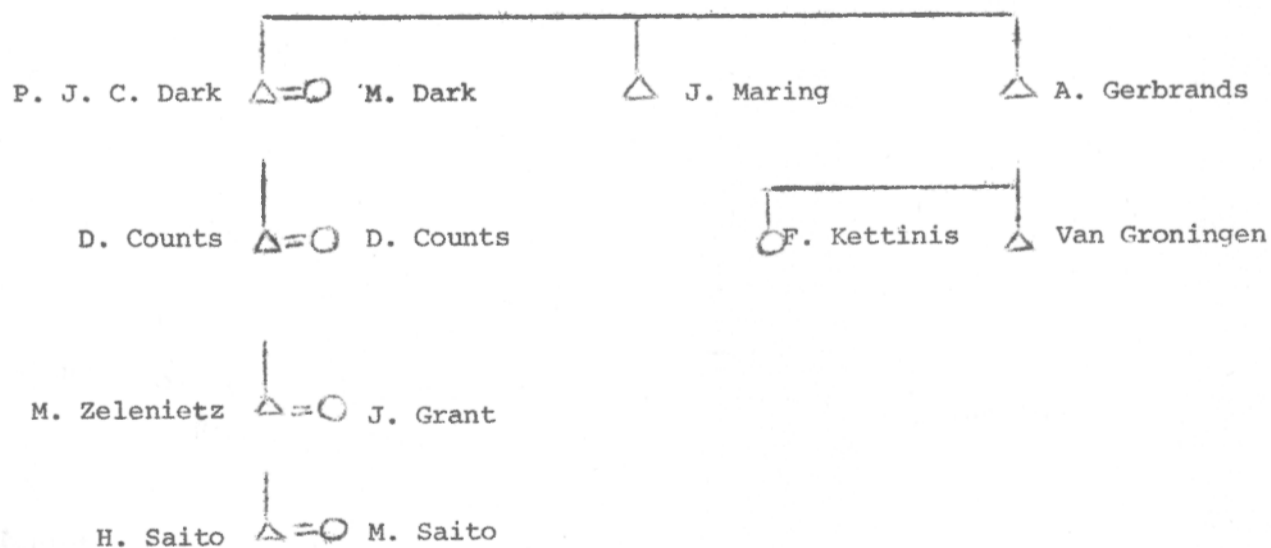 P. J. C. Dark M. Dark J. Maring A. Gerbrands
D. Counts D. Counts F. Kettinis Van Groningen
M. Zelenietz J. Grant
H. Saito M. Saito